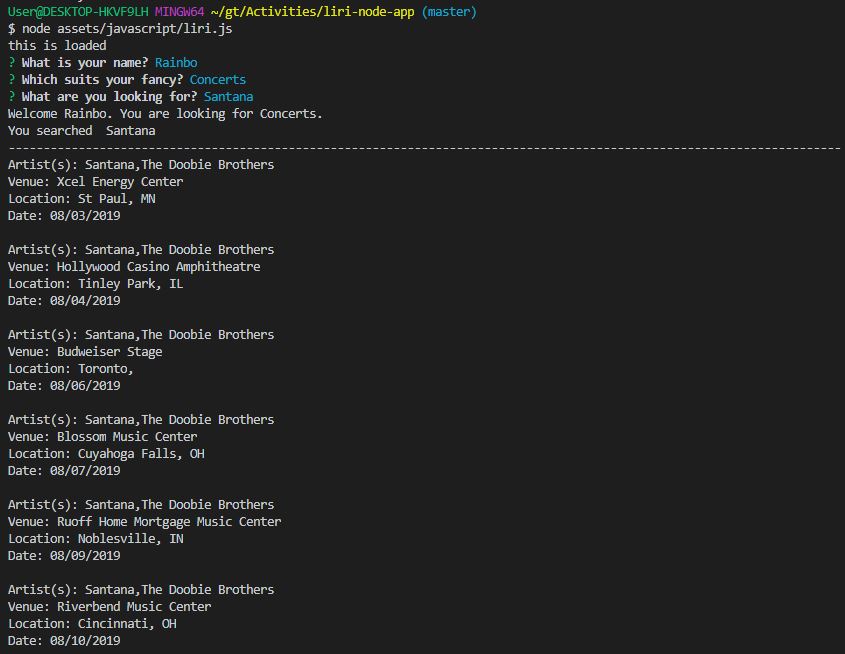 User@DESKTOP-HKVF9LH MINGW64 ~/gt/Activities/liri-node-app (master)
$ node assets/javascript/liri.js
this is loaded
? What is your name? Rainbo
? Which suits your fancy? Concerts
? What are you looking for? Santana
Welcome Rainbo. You are looking for Concerts.
You searched  Santana
-----------------------------------------------------------------------------------------------------------------------
Artist(s): Santana,The Doobie Brothers
Venue: Xcel Energy Center
Location: St Paul, MN
Date: 08/03/2019

Artist(s): Santana,The Doobie Brothers
Venue: Hollywood Casino Amphitheatre
Location: Tinley Park, IL
Date: 08/04/2019

Artist(s): Santana,The Doobie Brothers
Venue: Budweiser Stage
Location: Toronto,
Date: 08/06/2019

Artist(s): Santana,The Doobie Brothers
Venue: Blossom Music Center
Location: Cuyahoga Falls, OH
Date: 08/07/2019

Artist(s): Santana,The Doobie Brothers
Venue: Ruoff Home Mortgage Music Center
Location: Noblesville, IN
Date: 08/09/2019

Artist(s): Santana,The Doobie Brothers
Venue: Riverbend Music Center
Location: Cincinnati, OH
Date: 08/10/2019